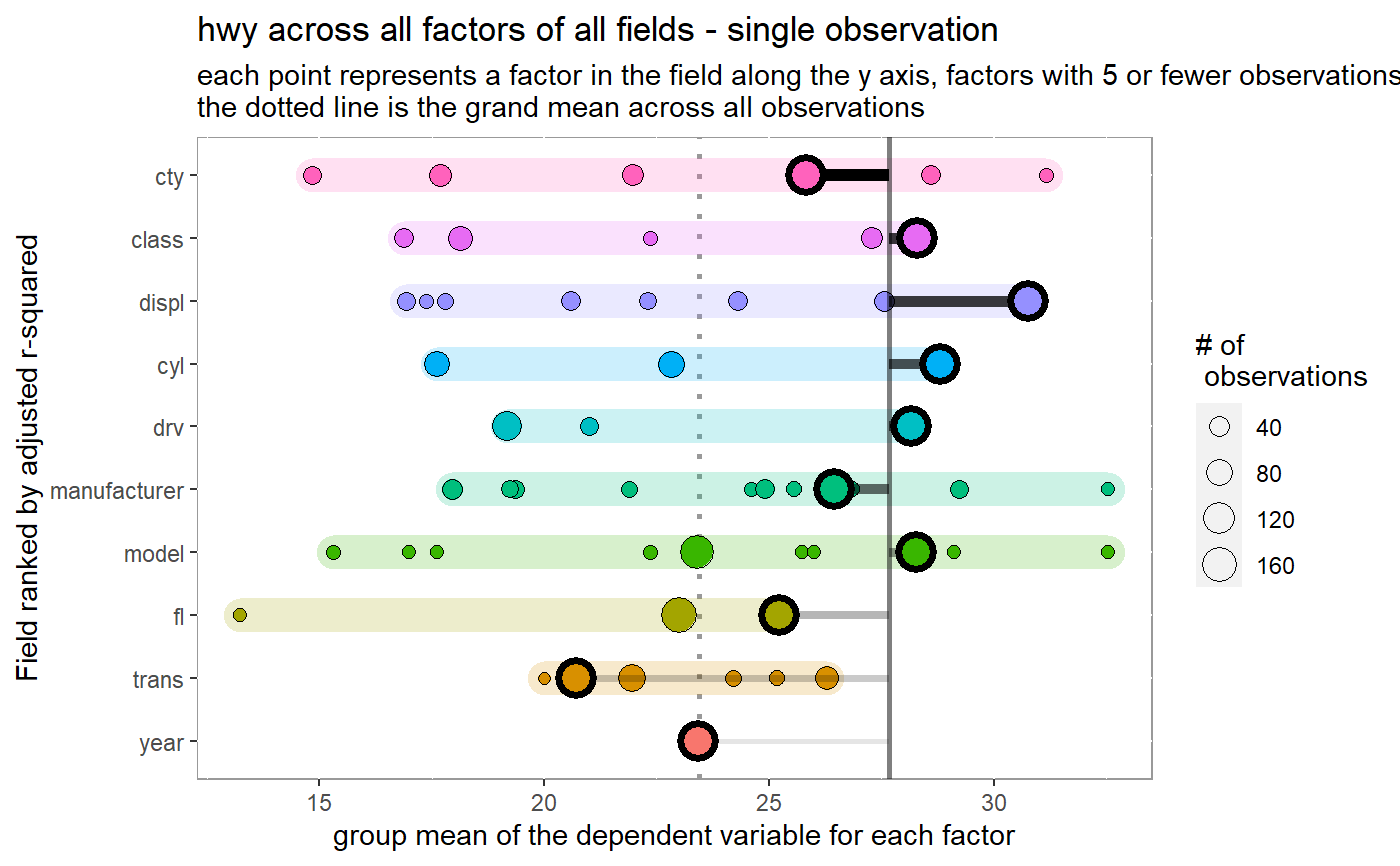 hwy across all factors of all fields - single observation
each point represents a factor in the field along the y axis, factors with 5 or fewer observations
the dotted line is the grand mean across all observations
Field ranked by adjusted r-squared
cty
class
displ
cyl
drv
manufacturer
model
fl
trans
year
15 20 25 30
group mean of the dependent variable for each factor
# of
observations
40
80
120
160